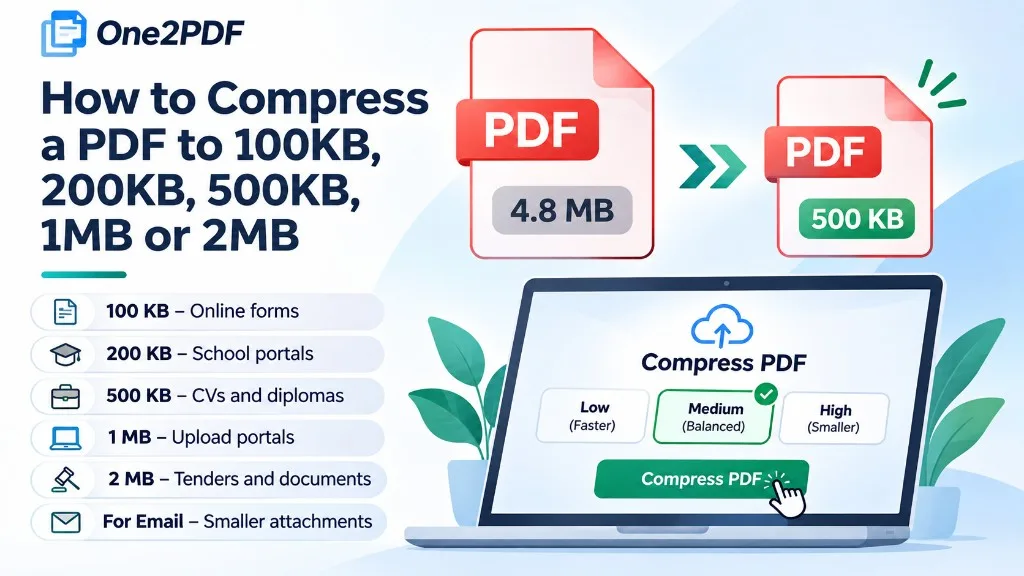 One2PDF
How to Compress
a PDF to 100KB,
200KB, 500KB,
1MB or 2MB
100 KB – Online forms
200 KB – School portals
500 KB – CVs and diplomas
1 MB – Upload portals
2 MB – Tenders and documents
For Email – Smaller attachments
PDF
4.8 MB
PDF
500 KB
Compress PDF
Low
(Faster)
Medium
(Balanced)
High
(Smaller)
Compress PDF